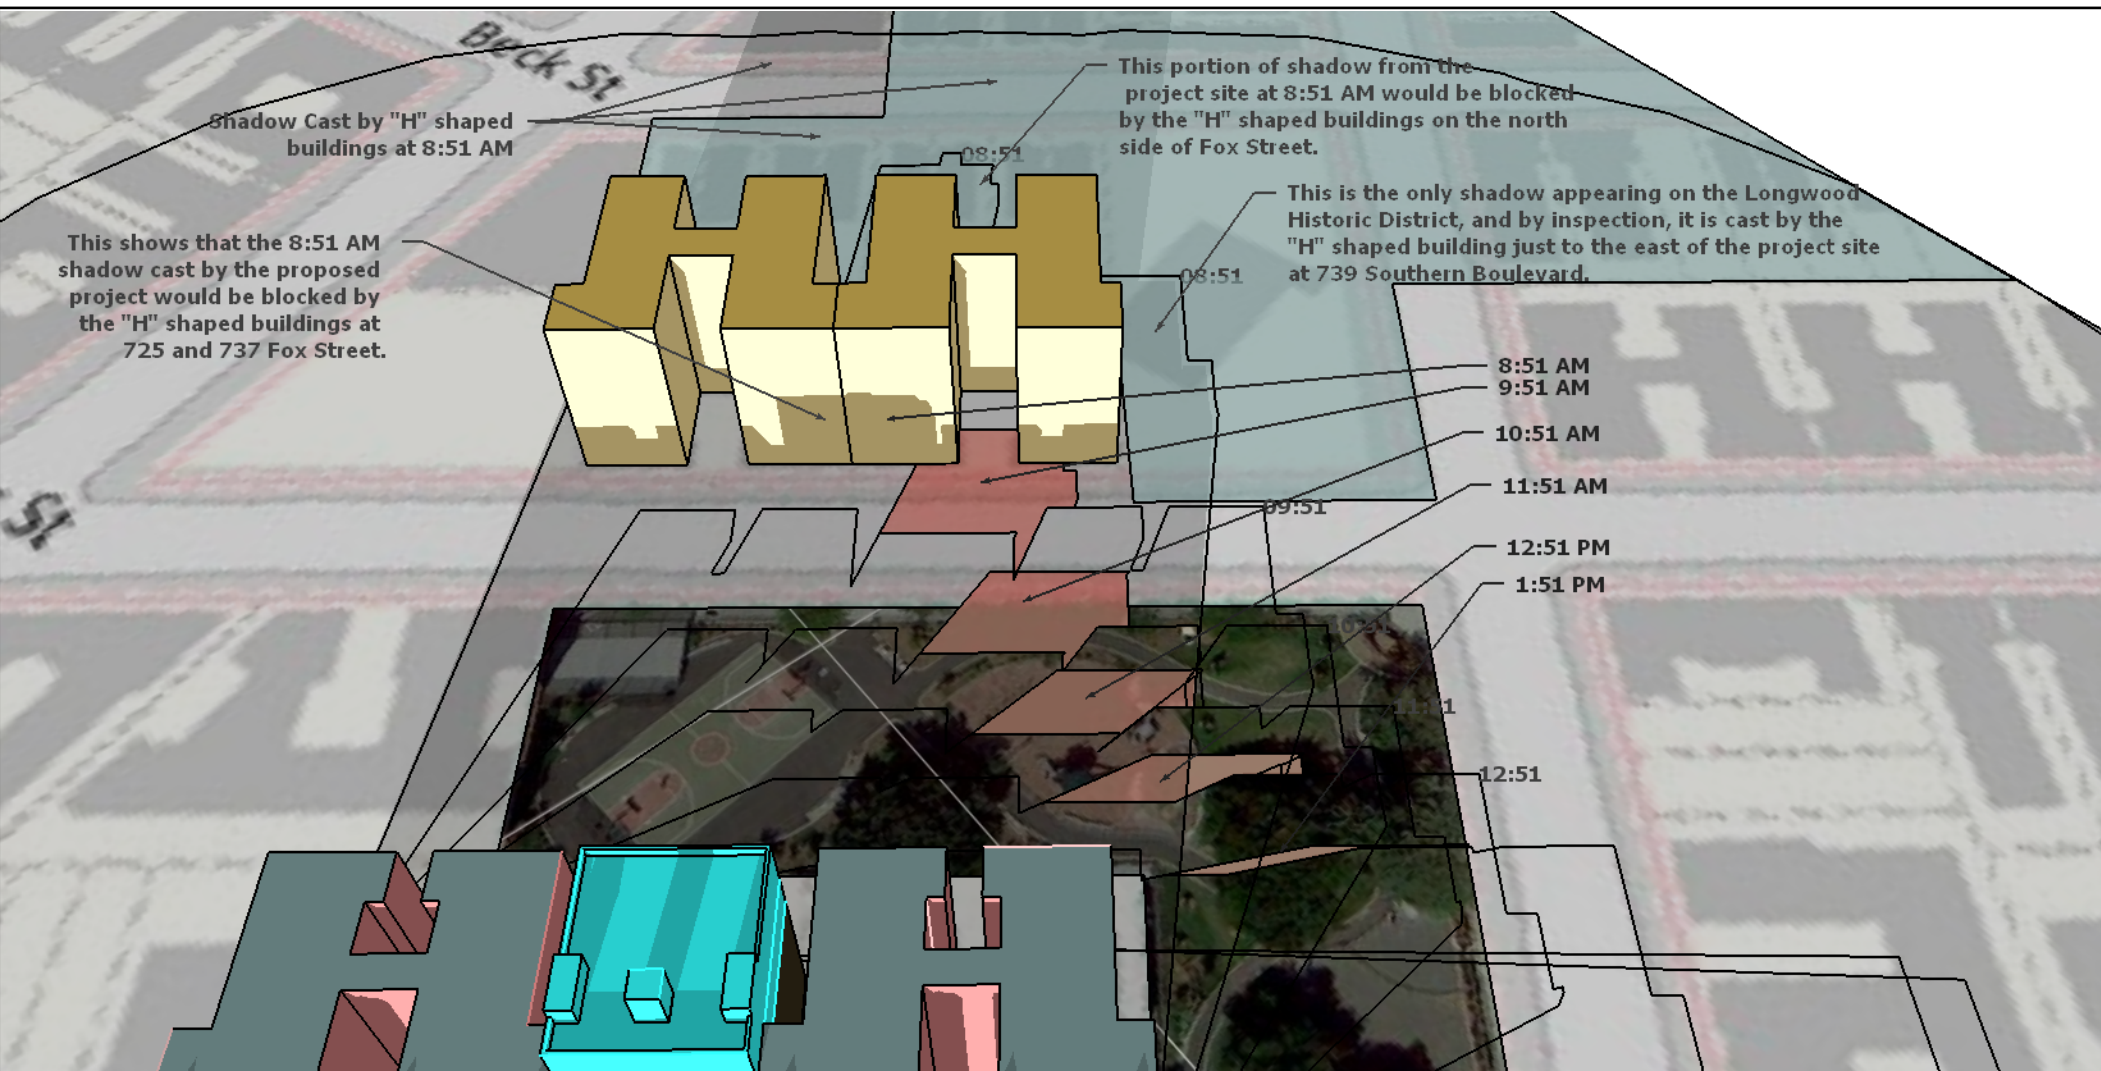 Beck St
This portion of shadow from the
project site at 8:51 AM would be blocked
by the "H" shaped buildings on the north
side of Fox Street.
Shadow Cast by "H" shaped
buildings at 8:51 AM
08:51
This is the only shadow appearing on the Longwood
Historic District, and by inspection, it is cast by the
"H" shaped building just to the east of the project site
at 739 Southern Boulevard.
08:51
This shows that the 8:51 AM
shadow cast by the proposed
project would be blocked by
the "H" shaped buildings at
725 and 737 Fox Street.
8:51 AM
9:51 AM
10:51 AM
11:51 AM
St
09:51
12:51 PM
1:51 PM
12:51